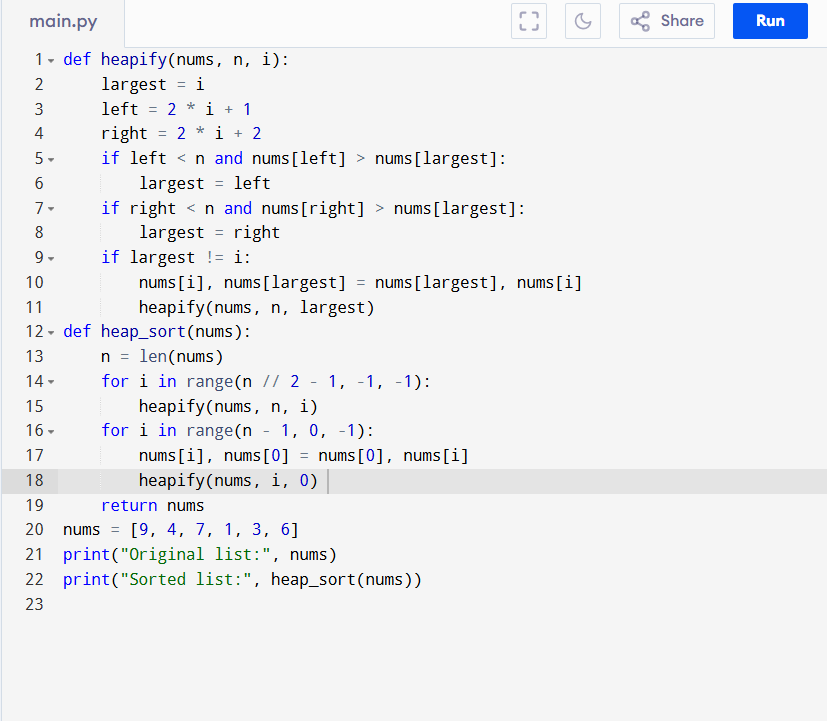 main.py
Share
Run
1 def heapify(nums, n, i):
2     largest = i
3     left = 2 * i + 1
4     right = 2 * i + 2
5     if left < n and nums[left] > nums[largest]:
6         largest = left
7     if right < n and nums[right] > nums[largest]:
8         largest = right
9     if largest != i:
10         nums[i], nums[largest] = nums[largest], nums[i]
11         heapify(nums, n, largest)
12 def heap_sort(nums):
13     n = len(nums)
14     for i in range(n // 2 - 1, -1, -1):
15         heapify(nums, n, i)
16     for i in range(n - 1, 0, -1):
17         nums[i], nums[0] = nums[0], nums[i]
18         heapify(nums, i, 0)
19     return nums
20 nums = [9, 4, 7, 1, 3, 6]
21 print("Original list:", nums)
22 print("Sorted list:", heap_sort(nums))
23